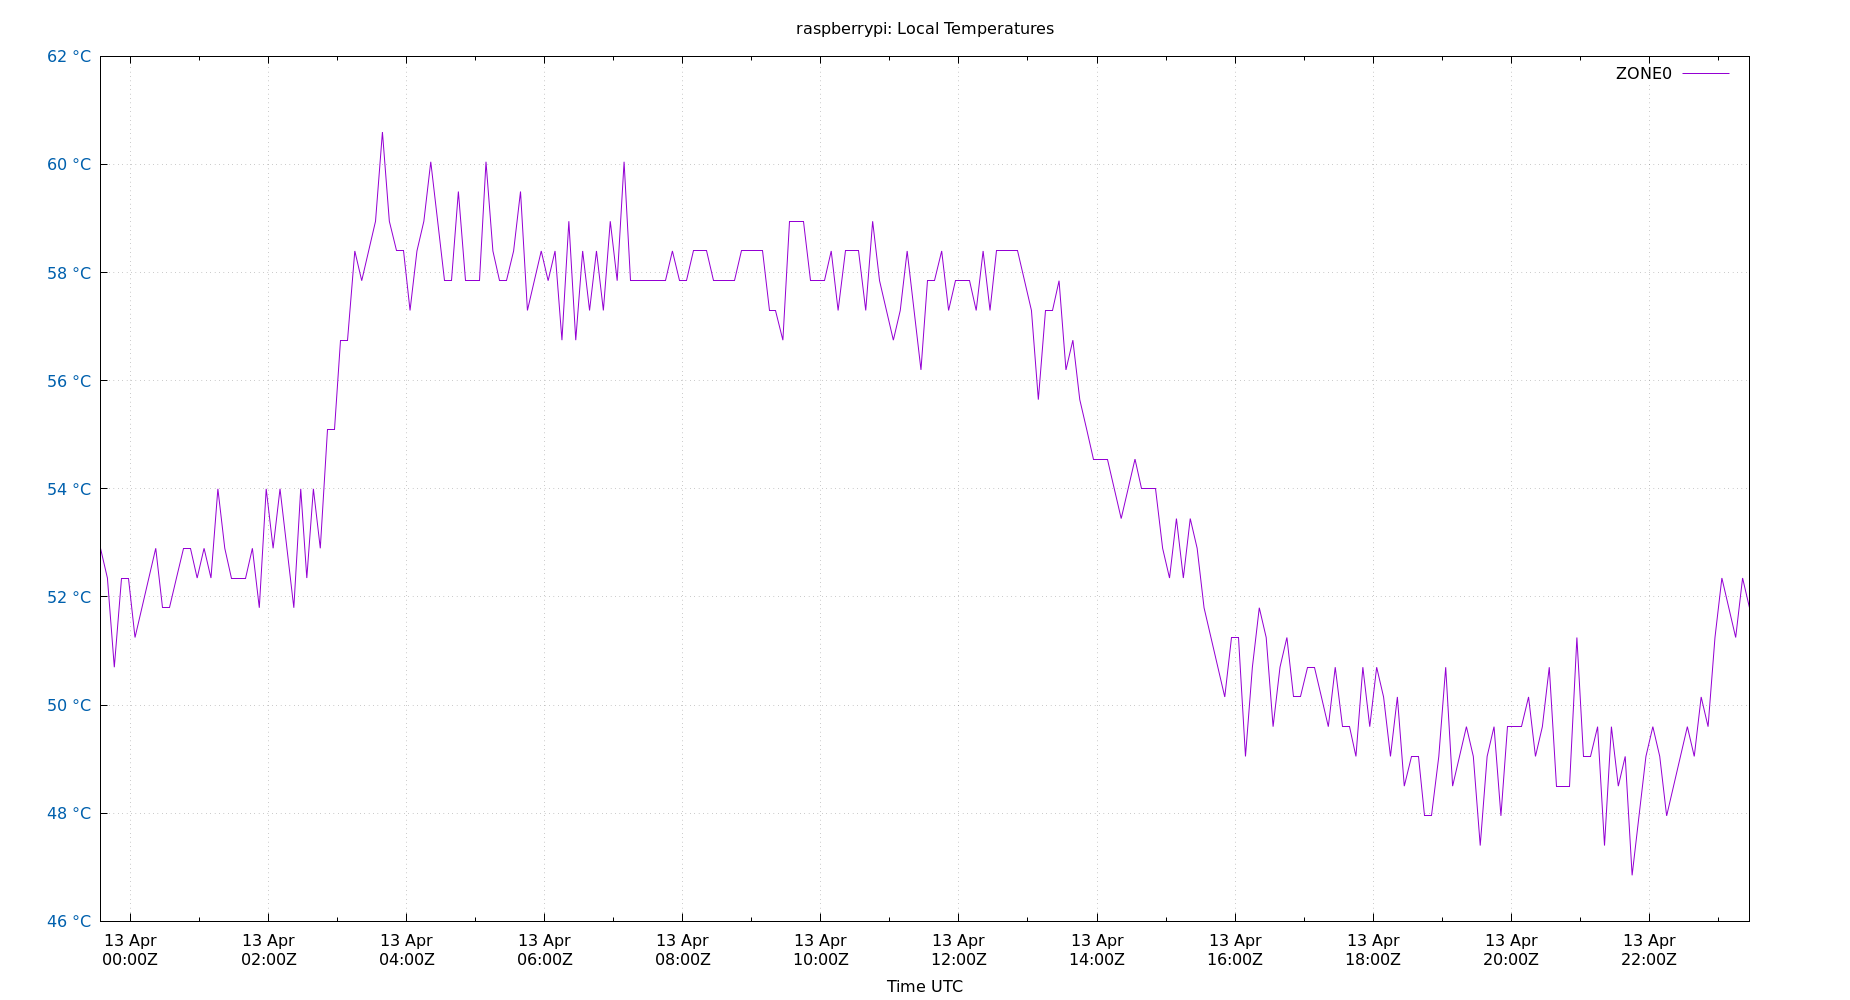 raspberrypi: Local Temperatures
ZONE0
62 °C
60 °C
58 °C
56 °C
54 °C
52 °C
50 °C
48 °C
46 °C
13 Apr 13 Apr 13 Apr 13 Apr 13 Apr 13 Apr 13 Apr 13 Apr 13 Apr 13 Apr 13 Apr 13 Apr
00:00Z 02:00Z 04:00Z 06:00Z 08:00Z 10:00Z 12:00Z 14:00Z 16:00Z 18:00Z 20:00Z 22:00Z
Time UTC